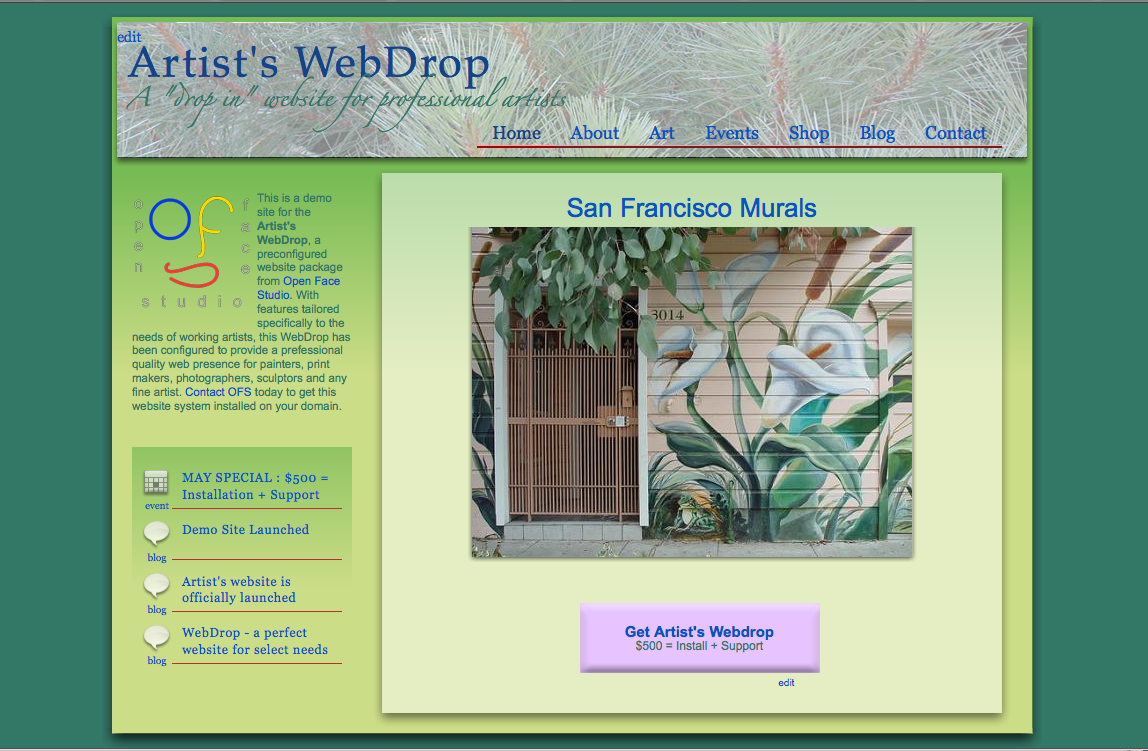 edit
Artist's WebDrop
A "drop in" website for professional artists
Home About Art Events Shop Blog Contact
open
of
face
studio
This is a demo
site for the
Artist's
WebDrop, a
preconfigured
website package
from Open Face
Studio. With
features tailored
specifically to the
needs of working artists, this WebDrop has
been configured to provide a prefessional
quality web presence for painters, print
makers, photographers, sculptors and any
fine artist. Contact OFS today to get this
website system installed on your domain.
MAY SPECIAL : $500 =
Installation + Support
event
Demo Site Launched
blog
Artist's website is
officially launched
blog
WebDrop - a perfect
website for select needs
blog
San Francisco Murals
3014
Get Artist's Webdrop
$500 = Install + Support
edit